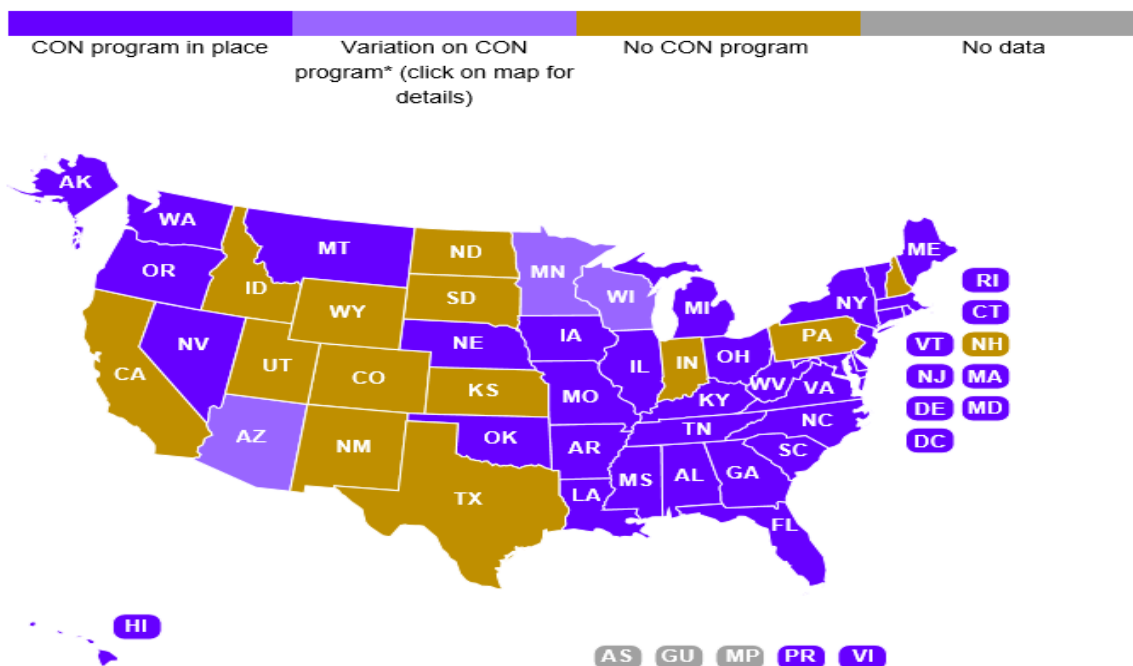 CON program in place
Variation on CON
program* (click on map for
details)
No CON program
No data
AK
WA
MT
ND
MN
ME
OR
ID
SD
WI
MI
NY
RI
WY
CT
NV
NE
IA
PA
VT
NH
CA
UT
CO
KS
IL
IN
OH
WV
VA
NJ
MA
MO
KY
DE
MD
AZ
NM
OK
AR
TN
NC
DC
SC
TX
LA
MS
AL
GA
FL
HI
AS
GU
MP
PR
VI